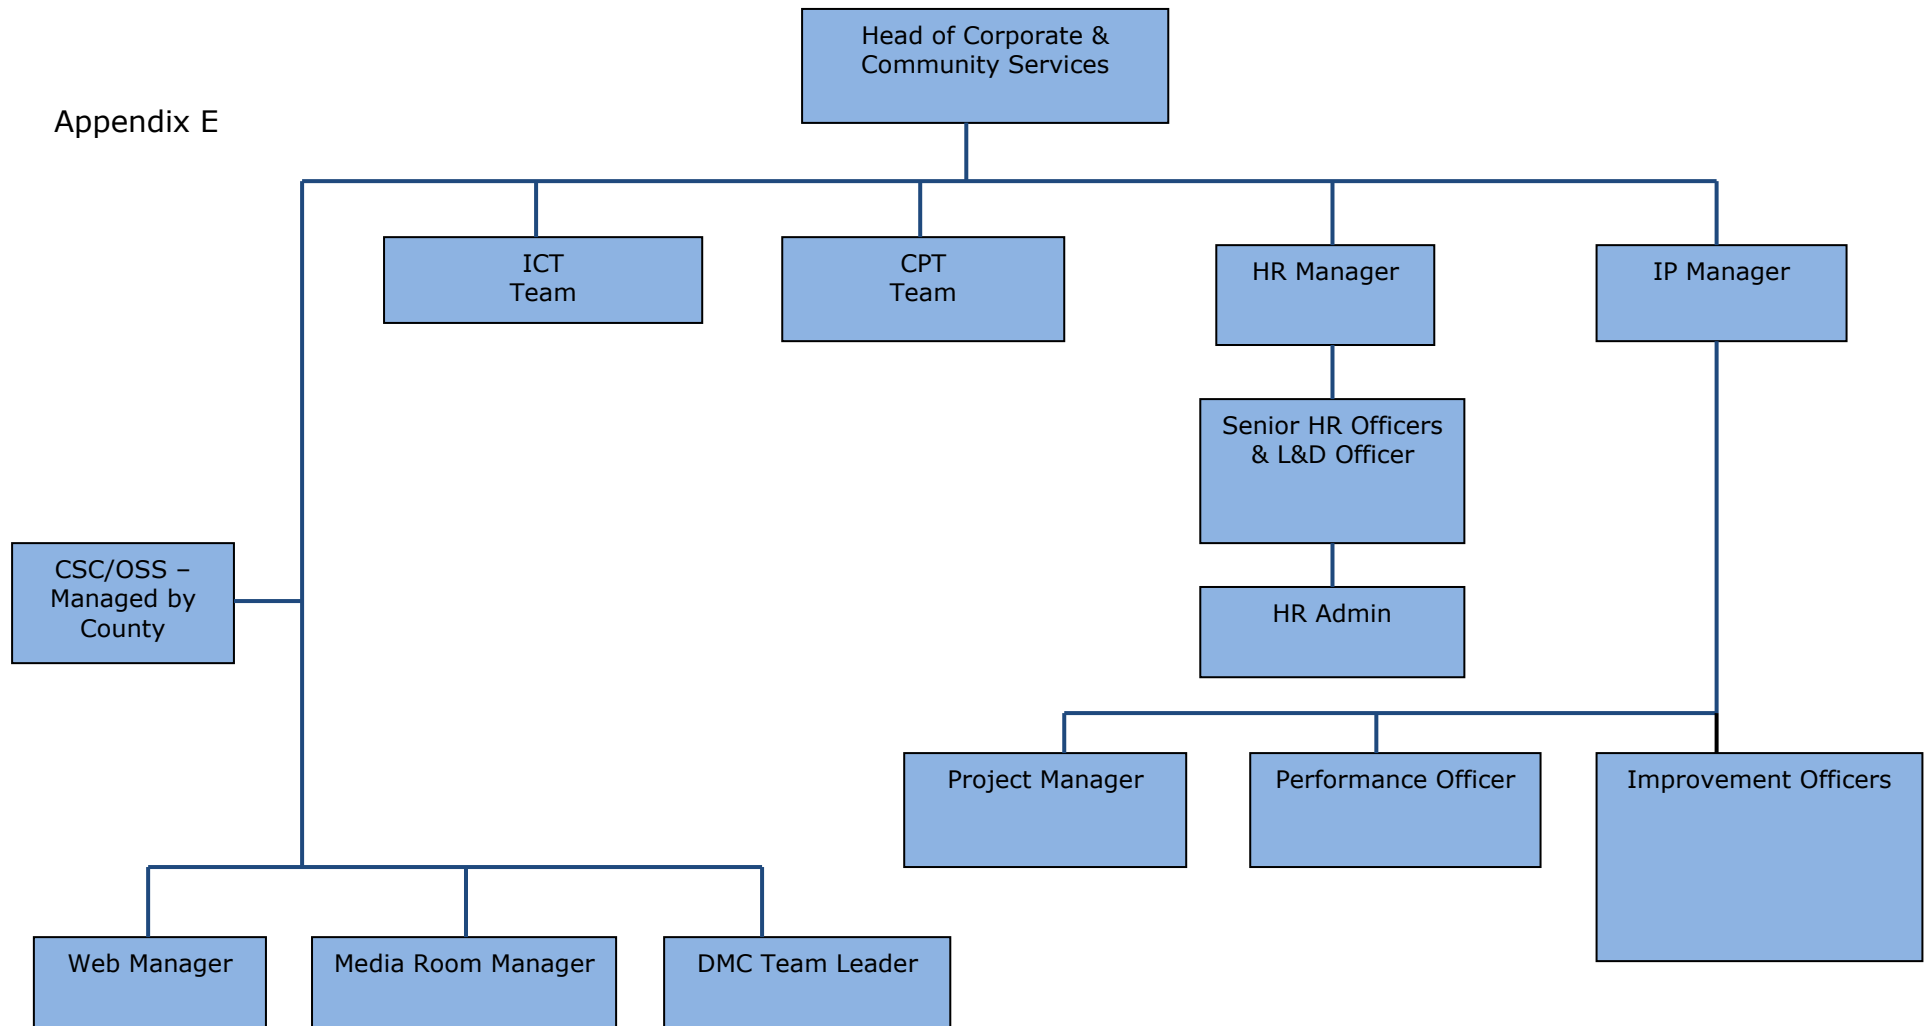 Head of Corporate &
Community Services
Appendix E
ICT
Team
CPT
Team
HR Manager
IP Manager
Senior HR Officers
& L&D Officer
CSC/OSS –
Managed by
County
HR Admin
Project Manager
Performance Officer
Improvement Officers
Web Manager
Media Room Manager
DMC Team Leader